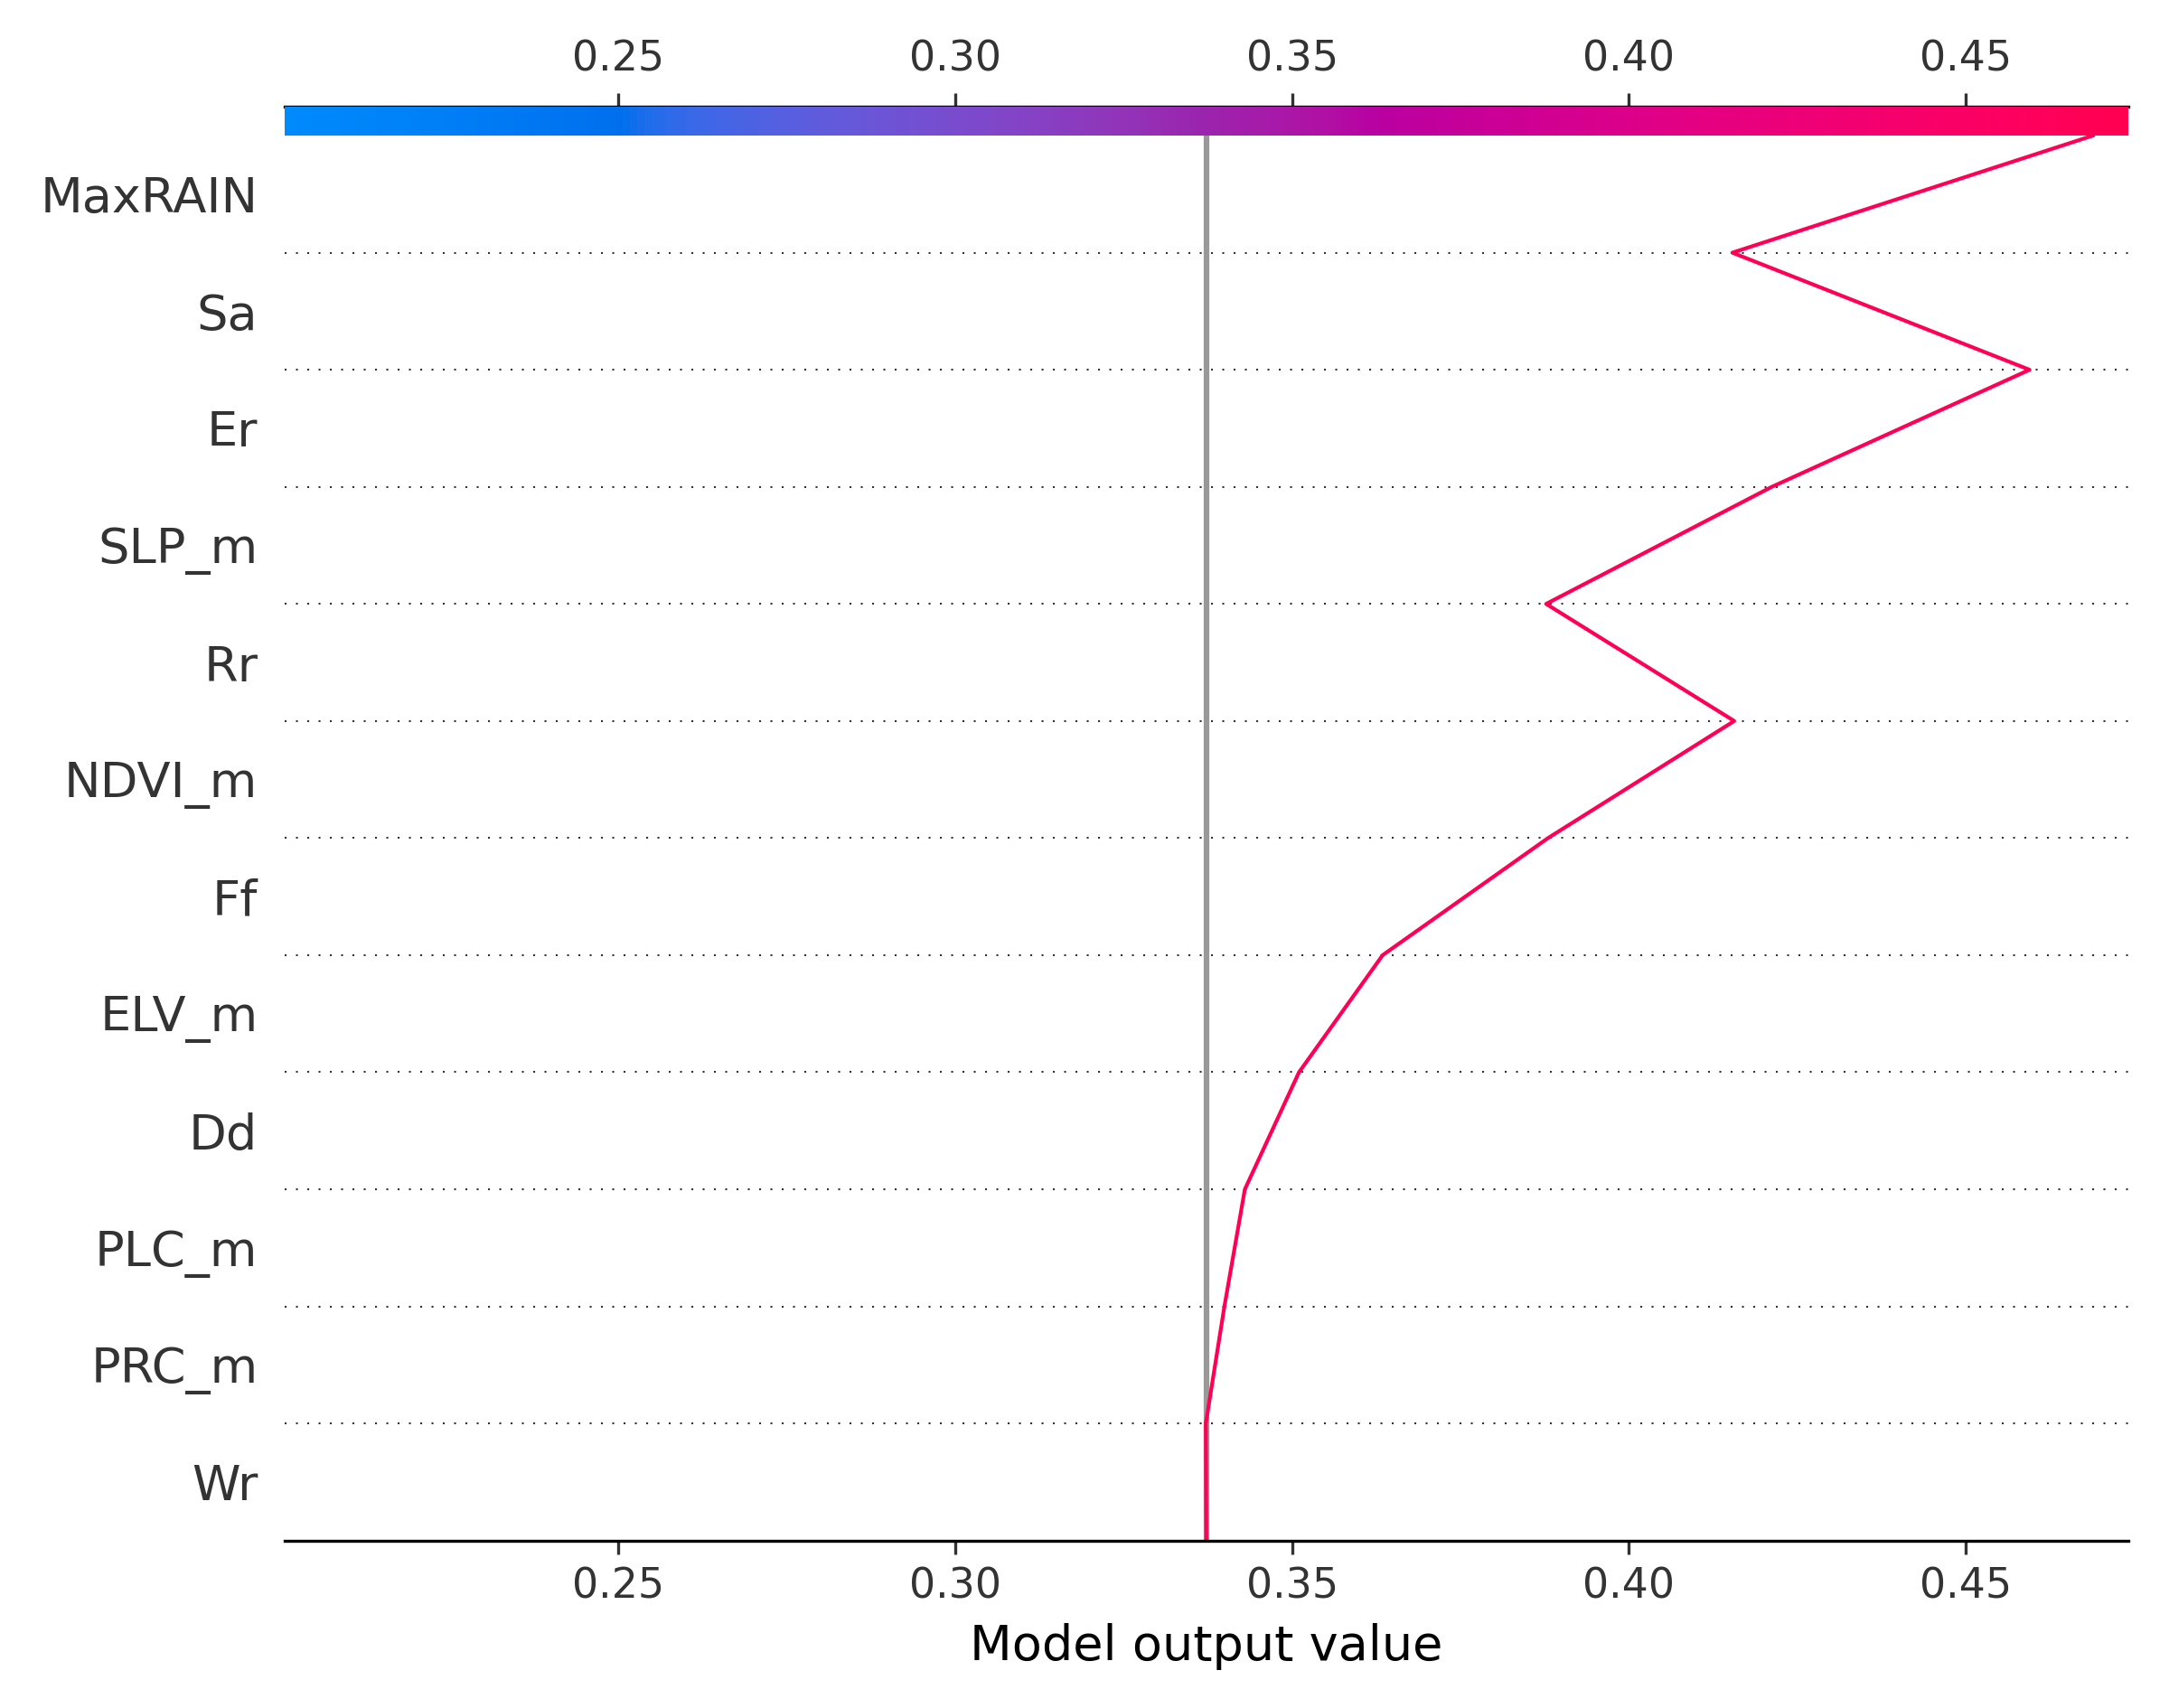 0.25 0.30 0.35 0.40 0.45
MaxRAIN
Sa
Er
SLP_m
Rr
NDVI_m
Ff
ELV_m
Dd
PLC_m
PRC_m
Wr
0.25 0.30 0.35 0.40 0.45
Model output value